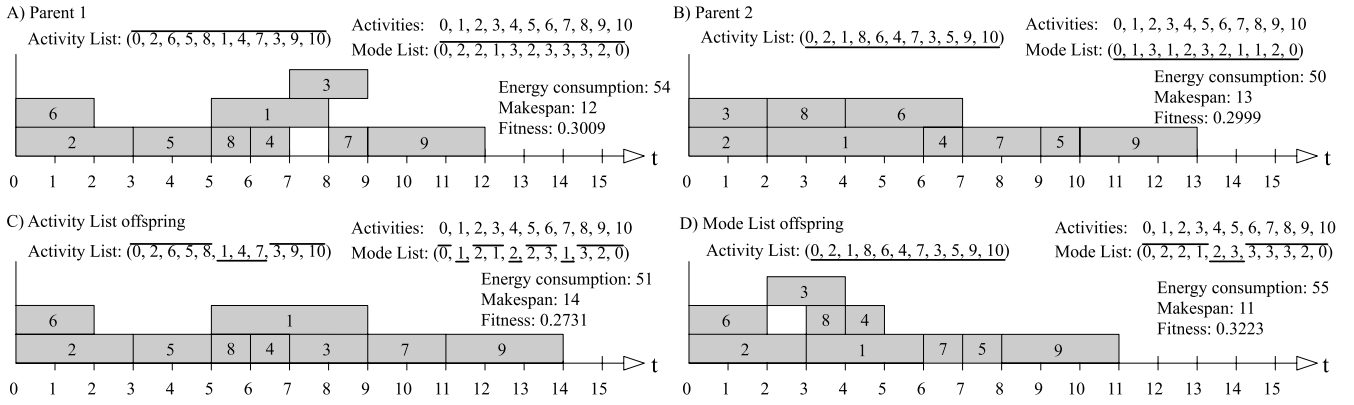 A) Parent 1
Activity List: (0, 2, 6, 5, 8, 1, 4, 7, 3, 9, 10)
Activities: 0, 1, 2, 3, 4, 5, 6, 7, 8, 9, 10
Mode List: (0, 2, 2, 1, 3, 2, 3, 3, 3, 2, 0)
Energy consumption: 54
Makespan: 12
Fitness: 0.3009
3
6 1
2 5 8 4 7 9
t
0 1 2 3 4 5 6 7 8 9 10 11 12 13 14 15
B) Parent 2
Activity List: (0, 2, 1, 8, 6, 4, 7, 3, 5, 9, 10)
Activities: 0, 1, 2, 3, 4, 5, 6, 7, 8, 9, 10
Mode List: (0, 1, 3, 1, 2, 3, 2, 1, 1, 2, 0)
Energy consumption: 50
Makespan: 13
Fitness: 0.2999
3 8 6
2 1 4 7 5 9
t
0 1 2 3 4 5 6 7 8 9 10 11 12 13 14 15
C) Activity List offspring
Activity List: (0, 2, 6, 5, 8, 1, 4, 7, 3, 9, 10)
Activities: 0, 1, 2, 3, 4, 5, 6, 7, 8, 9, 10
Mode List: (0, 1, 2, 1, 2, 2, 3, 1, 3, 2, 0)
Energy consumption: 51
Makespan: 14
Fitness: 0.2731
6 1
2 5 8 4 3 7 9
t
0 1 2 3 4 5 6 7 8 9 10 11 12 13 14 15
D) Mode List offspring
Activity List: (0, 2, 1, 8, 6, 4, 7, 3, 5, 9, 10)
Activities: 0, 1, 2, 3, 4, 5, 6, 7, 8, 9, 10
Mode List: (0, 2, 2, 1, 2, 3, 3, 3, 3, 2, 0)
Energy consumption: 55
Makespan: 11
Fitness: 0.3223
3
6 8 4
2 1 7 5 9
t
0 1 2 3 4 5 6 7 8 9 10 11 12 13 14 15